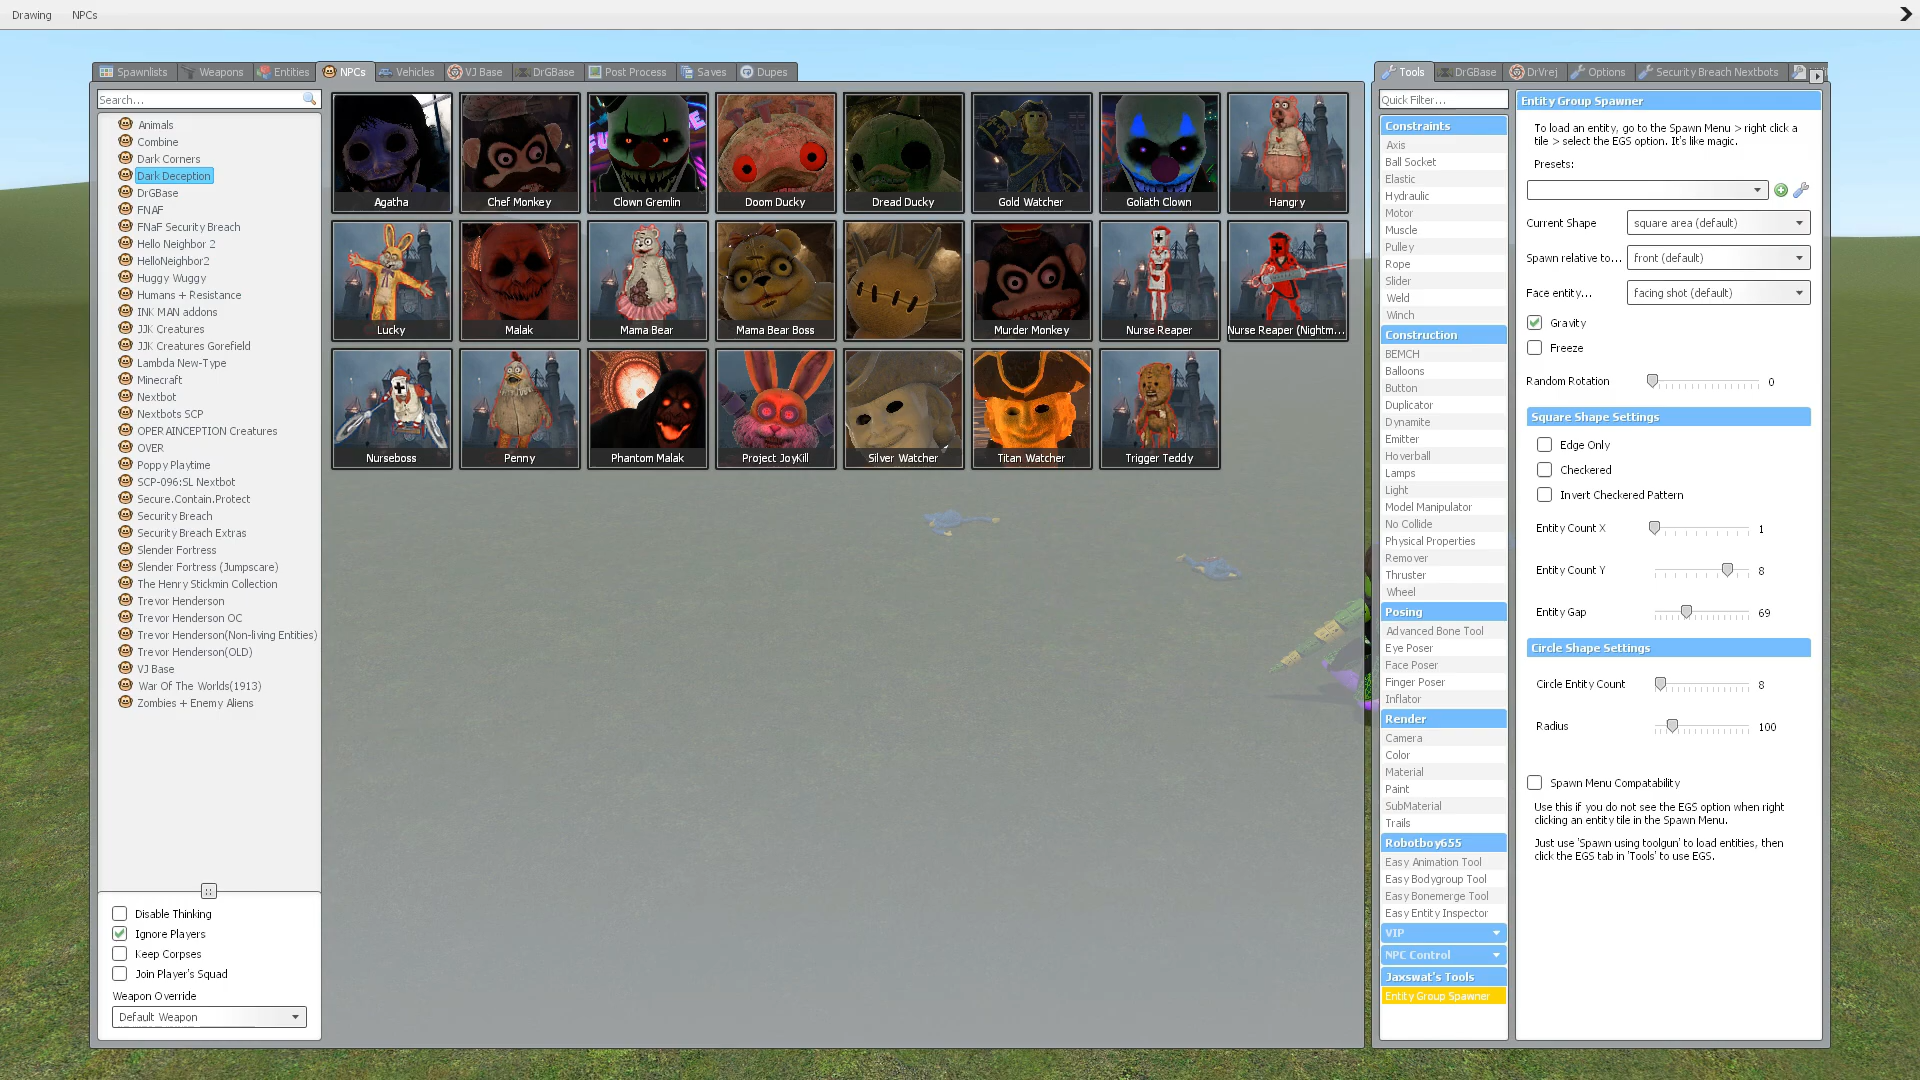 Drawing NPCs
Spawnlists Weapons Entities NPCs Vehicles VJ Base DrGBase Post Process Saves Dupes
Search...
Animals
Combine
Dark Corners
Dark Deception
DrGBase
FNAF
FNaF Security Breach
Hello Neighbor 2
HelloNeighbor2
Huggy Wuggy
Humans + Resistance
INK MAN addons
JJK Creatures
JJK Creatures Gorefield
Lambda New-Type
Minecraft
Nextbot
Nextbots SCP
OPERAINCEPTION Creatures
OVER
Poppy Playtime
SCP-096:SL Nextbot
Secure.Contain.Protect
Security Breach
Security Breach Extras
Slender Fortress
Slender Fortress (Jumpscare)
The Henry Stickmin Collection
Trevor Henderson
Trevor Henderson OC
Trevor Henderson(Non-living Entities)
Trevor Henderson(OLD)
VJ Base
War Of The Worlds(1913)
Zombies + Enemy Aliens
Disable Thinking
Ignore Players
Keep Corpses
Join Player's Squad
Weapon Override
Default Weapon
Agatha Chef Monkey Clown Gremlin Doom Ducky Dread Ducky Gold Watcher Goliath Clown Hangry
Lucky Malak Mama Bear Mama Bear Boss Murder Monkey Nurse Reaper Nurse Reaper (Nightm...
Nurseboss Penny Phantom Malak Project JoyKill Silver Watcher Titan Watcher Trigger Teddy
Tools DrGBase DrVrej Options Security Breach Nextbots
Quick Filter...
Constraints
Axis
Ball Socket
Elastic
Hydraulic
Motor
Muscle
Pulley
Rope
Slider
Weld
Winch
Construction
BEMCH
Balloons
Button
Duplicator
Dynamite
Emitter
Hoverball
Lamps
Light
Model Manipulator
No Collide
Physical Properties
Remover
Thruster
Wheel
Posing
Advanced Bone Tool
Eye Poser
Face Poser
Finger Poser
Inflator
Render
Camera
Color
Material
Paint
SubMaterial
Trails
Robotboy655
Easy Animation Tool
Easy Bodygroup Tool
Easy Bonemerge Tool
Easy Entity Inspector
VIP
NPC Control
Jaxswat's Tools
Entity Group Spawner
Entity Group Spawner
To load an entity, go to the Spawn Menu > right click a
tile > select the EGS option. It's like magic.
Presets:
Current Shape square area (default)
Spawn relative to... front (default)
Face entity... facing shot (default)
Gravity
Freeze
Random Rotation 0
Square Shape Settings
Edge Only
Checkered
Invert Checkered Pattern
Entity Count X 1
Entity Count Y 8
Entity Gap 69
Circle Shape Settings
Circle Entity Count 8
Radius 100
Spawn Menu Compatability
Use this if you do not see the EGS option when right
clicking an entity tile in the Spawn Menu.
Just use 'Spawn using toolgun' to load entities, then
click the EGS tab in 'Tools' to use EGS.